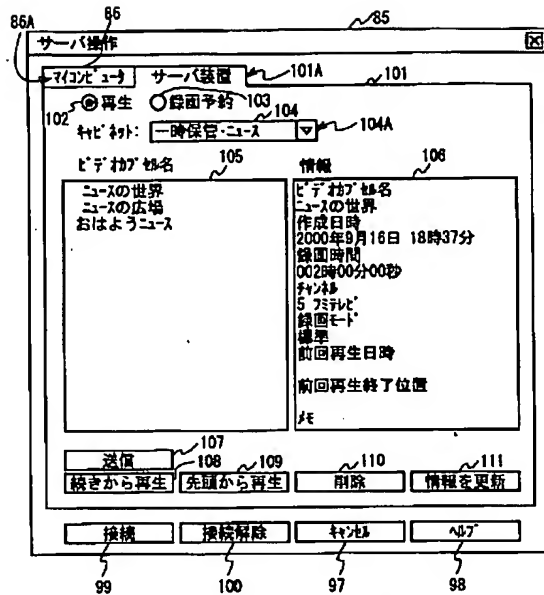 86A 86 85
サーバ操作
マイコンピュータ サーバ装置 101A 101
102 再生 録画予約 103
キャビネット: 一時保管・ニュース 104 104A
ビデオカプセル名 105 情報 106
ニュースの世界
ニュースの広場
おはようニュース
ビデオカプセル名
ニュースの世界
作成日時
2000年9月16日 18時37分
録画時間
002時00分00秒
チャンネル
5 フミテレビ
録画モード
標準
前回再生日時
前回再生終了位置
メモ
送信 107
続きから再生 108 先頭から再生 109 削除 110 情報を更新 111
接続 接続解除 キャンセル ヘルプ
99 100 97 98